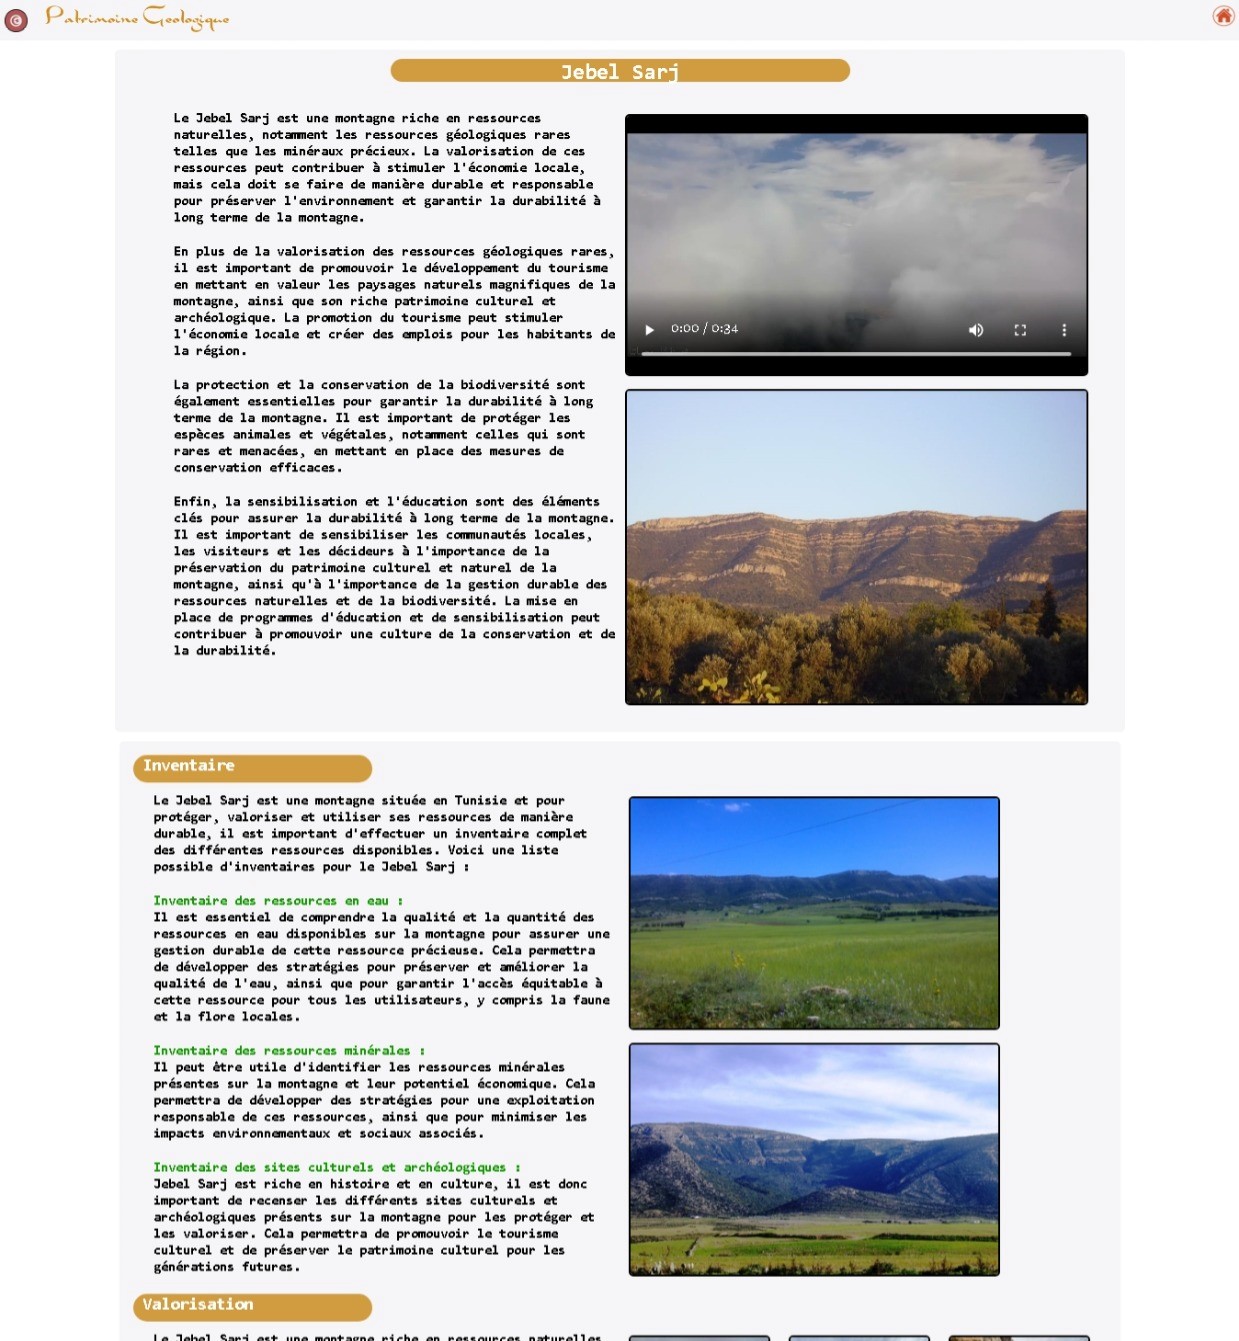 Patrimoine Geologique
Jebel Sarj
Le Jebel Sarj est une montagne riche en ressources
naturelles, notamment les ressources géologiques rares
telles que les minéraux précieux. La valorisation de ces
ressources peut contribuer à stimuler l'économie locale,
mais cela doit se faire de manière durable et responsable
pour préserver l'environnement et garantir la durabilité à
long terme de la montagne.
En plus de la valorisation des ressources géologiques rares,
il est important de promouvoir le développement du tourisme
en mettant en valeur les paysages naturels magnifiques de la
montagne, ainsi que son riche patrimoine culturel et
archéologique. La promotion du tourisme peut stimuler
l'économie locale et créer des emplois pour les habitants de
la région.
La protection et la conservation de la biodiversité sont
également essentielles pour garantir la durabilité à long
terme de la montagne. Il est important de protéger les
espèces animales et végétales, notamment celles qui sont
rares et menacées, en mettant en place des mesures de
conservation efficaces.
Enfin, la sensibilisation et l'éducation sont des éléments
clés pour assurer la durabilité à long terme de la montagne.
Il est important de sensibiliser les communautés locales,
les visiteurs et les décideurs à l'importance de la
préservation du patrimoine culturel et naturel de la
montagne, ainsi qu'à l'importance de la gestion durable des
ressources naturelles et de la biodiversité. La mise en
place de programmes d'éducation et de sensibilisation peut
contribuer à promouvoir une culture de la conservation et de
la durabilité.
0:00 / 0:34
Inventaire
Le Jebel Sarj est une montagne située en Tunisie et pour
protéger, valoriser et utiliser ses ressources de manière
durable, il est important d'effectuer un inventaire complet
des différentes ressources disponibles. Voici une liste
possible d'inventaires pour le Jebel Sarj :
Inventaire des ressources en eau :
Il est essentiel de comprendre la qualité et la quantité des
ressources en eau disponibles sur la montagne pour assurer une
gestion durable de cette ressource précieuse. Cela permettra
de développer des stratégies pour préserver et améliorer la
qualité de l'eau, ainsi que pour garantir l'accès équitable à
cette ressource pour tous les utilisateurs, y compris la faune
et la flore locales.
Inventaire des ressources minérales :
Il peut être utile d'identifier les ressources minérales
présentes sur la montagne et leur potentiel économique. Cela
permettra de développer des stratégies pour une exploitation
responsable de ces ressources, ainsi que pour minimiser les
impacts environnementaux et sociaux associés.
Inventaire des sites culturels et archéologiques :
Jebel Sarj est riche en histoire et en culture, il est donc
important de recenser les différents sites culturels et
archéologiques présents sur la montagne pour les protéger et
les valoriser. Cela permettra de promouvoir le tourisme
culturel et de préserver le patrimoine culturel pour les
générations futures.
Valorisation
Le Jebel Sarj est une montagne riche en ressources naturelles